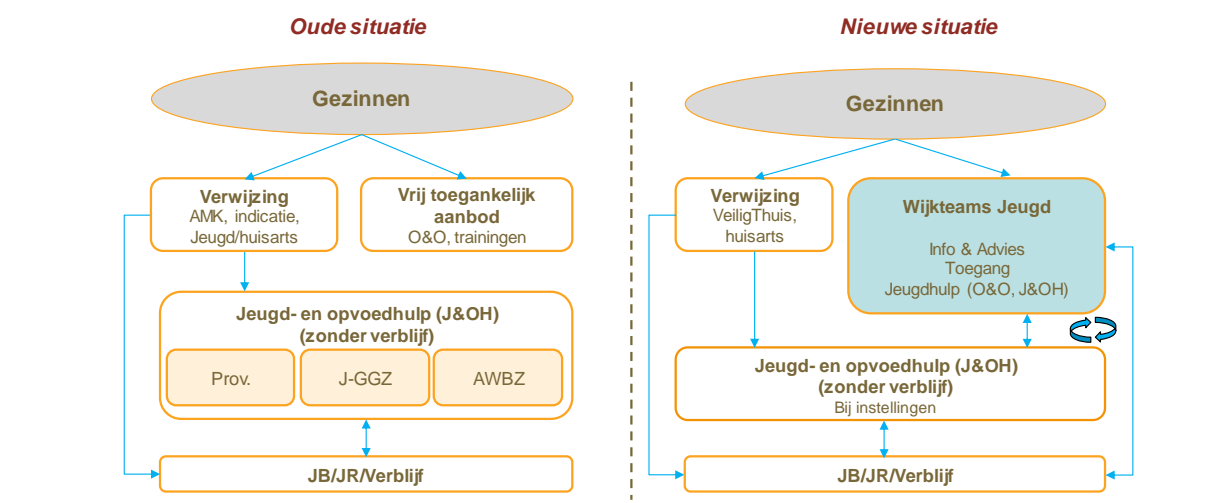 Oude situatie
Gezinnen
Verwijzing
AMK, indicatie,
Jeugd/huisarts
Vrij toegankelijk
aanbod
O&O, trainingen
Jeugd- en opvoedhulp (J&OH)
(zonder verblijf)
Prov.
J-GGZ
AWBZ
JB/JR/Verblijf
Nieuwe situatie
Gezinnen
Verwijzing
VeiligThuis,
huisarts
Wijkteams Jeugd
Info & Advies
Toegang
Jeugdhulp (O&O, J&OH)
Jeugd- en opvoedhulp (J&OH)
(zonder verblijf)
Bij instellingen
JB/JR/Verblijf